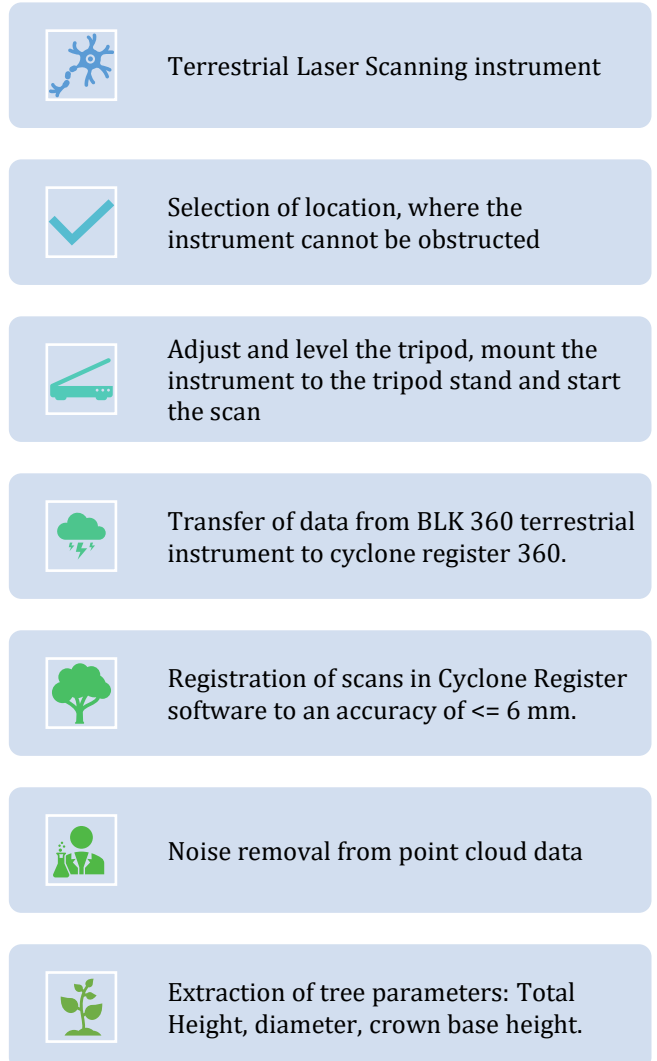 Terrestrial Laser Scanning instrument
Selection of location, where the
instrument cannot be obstructed
Adjust and level the tripod, mount the
instrument to the tripod stand and start
the scan
Transfer of data from BLK 360 terrestrial
instrument to cyclone register 360.
Registration of scans in Cyclone Register
software to an accuracy of <= 6 mm.
Noise removal from point cloud data
Extraction of tree parameters: Total
Height, diameter, crown base height.